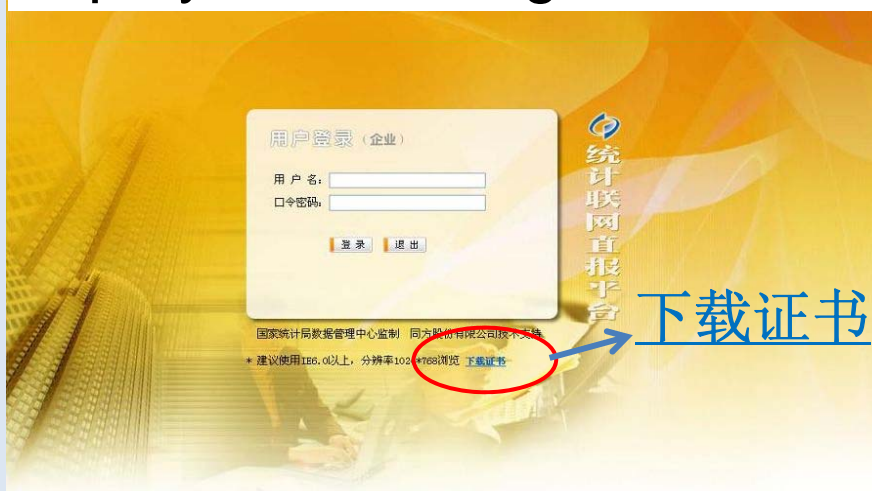 用户登录（企业）
用 户 名:
口令密码:
登 录 退 出
统计联网直报平台
国家统计局数据管理中心监制 同方股份有限公司技术支持
* 建议使用IE6.0以上，分辨率1024*768浏览 下载证书
下载证书